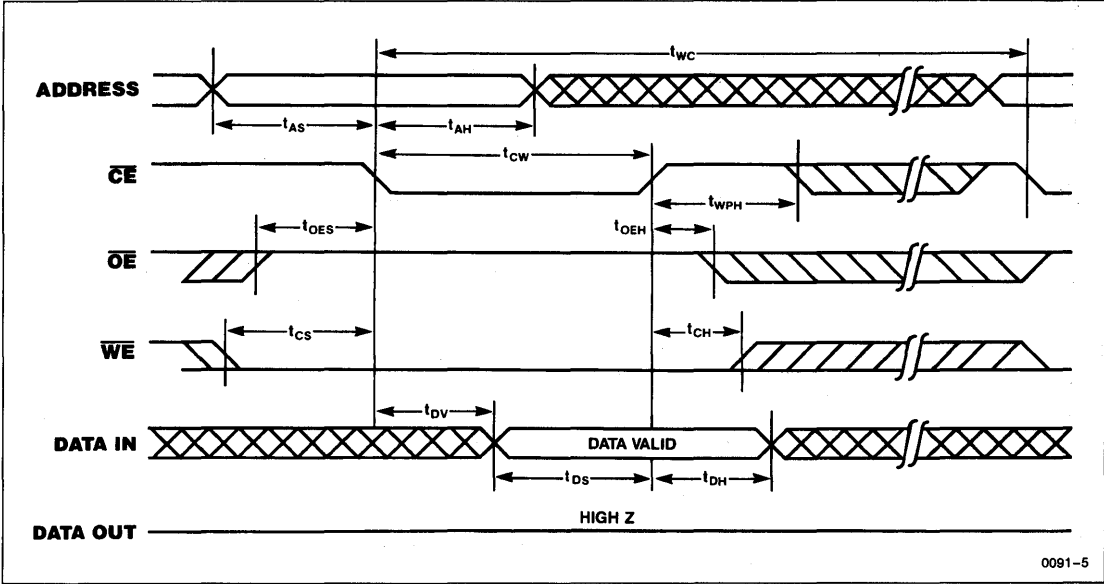 tWC
ADDRESS
tAS
tAH
tCW
CE
tWPH
tOES
tOEH
OE
tCS
tCH
WE
tDV
DATA IN
DATA VALID
tDS
tDH
HIGH Z
DATA OUT
0091-5